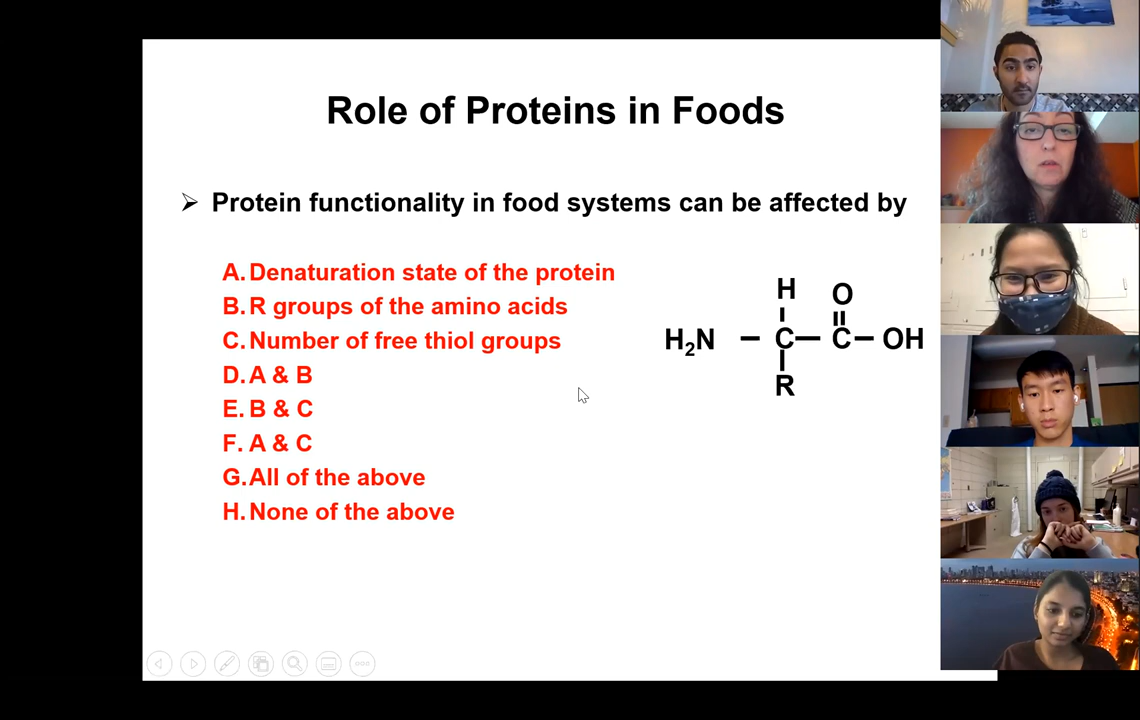 Role of Proteins in Foods
Protein functionality in food systems can be affected by
A. Denaturation state of the protein
B. R groups of the amino acids
C. Number of free thiol groups
D. A & B
E. B & C
F. A & C
G. All of the above
H. None of the above
H O
H₂N — C — C — OH
R